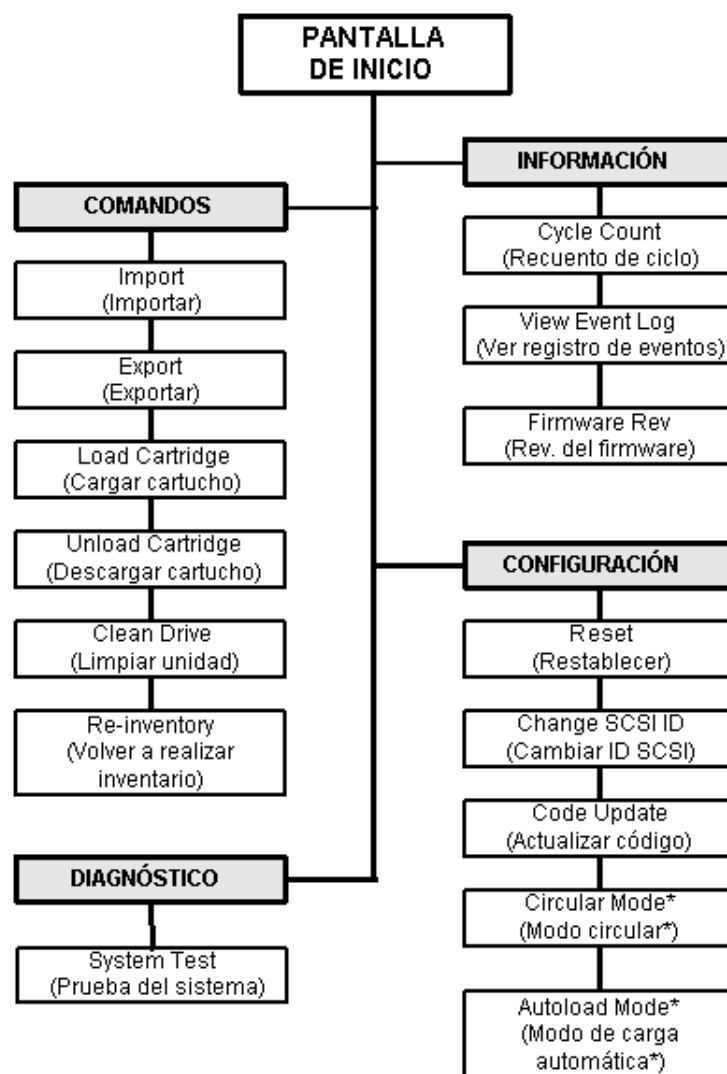 PANTALLA
DE INICIO
COMANDOS
Import
(Importar)
Export
(Exportar)
Load Cartridge
(Cargar cartucho)
Unload Cartridge
(Descargar cartucho)
Clean Drive
(Limpiar unidad)
Re-inventory
(Volver a realizar
inventario)
DIAGNÓSTICO
System Test
(Prueba del sistema)
INFORMACIÓN
Cycle Count
(Recuento de ciclo)
View Event Log
(Ver registro de eventos)
Firmware Rev
(Rev. del firmware)
CONFIGURACIÓN
Reset
(Restablecer)
Change SCSI ID
(Cambiar ID SCSI)
Code Update
(Actualizar código)
Circular Mode*
(Modo circular*)
Autoload Mode*
(Modo de carga
automática*)